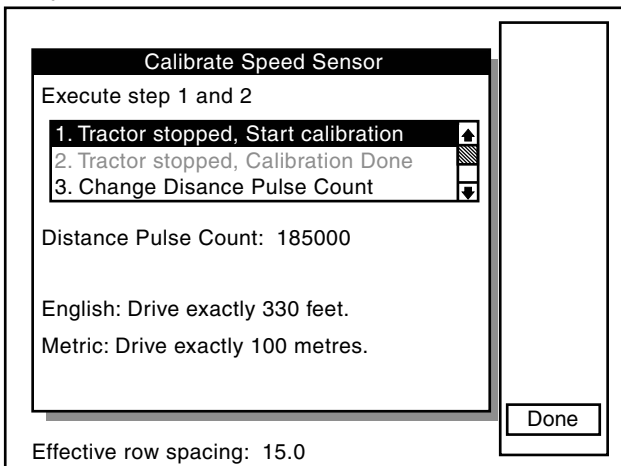 Calibrate Speed Sensor
Execute step 1 and 2
1. Tractor stopped, Start calibration
2. Tractor stopped, Calibration Done
3. Change Disance Pulse Count
Distance Pulse Count: 185000
English: Drive exactly 330 feet.
Metric: Drive exactly 100 metres.
Done
Effective row spacing: 15.0